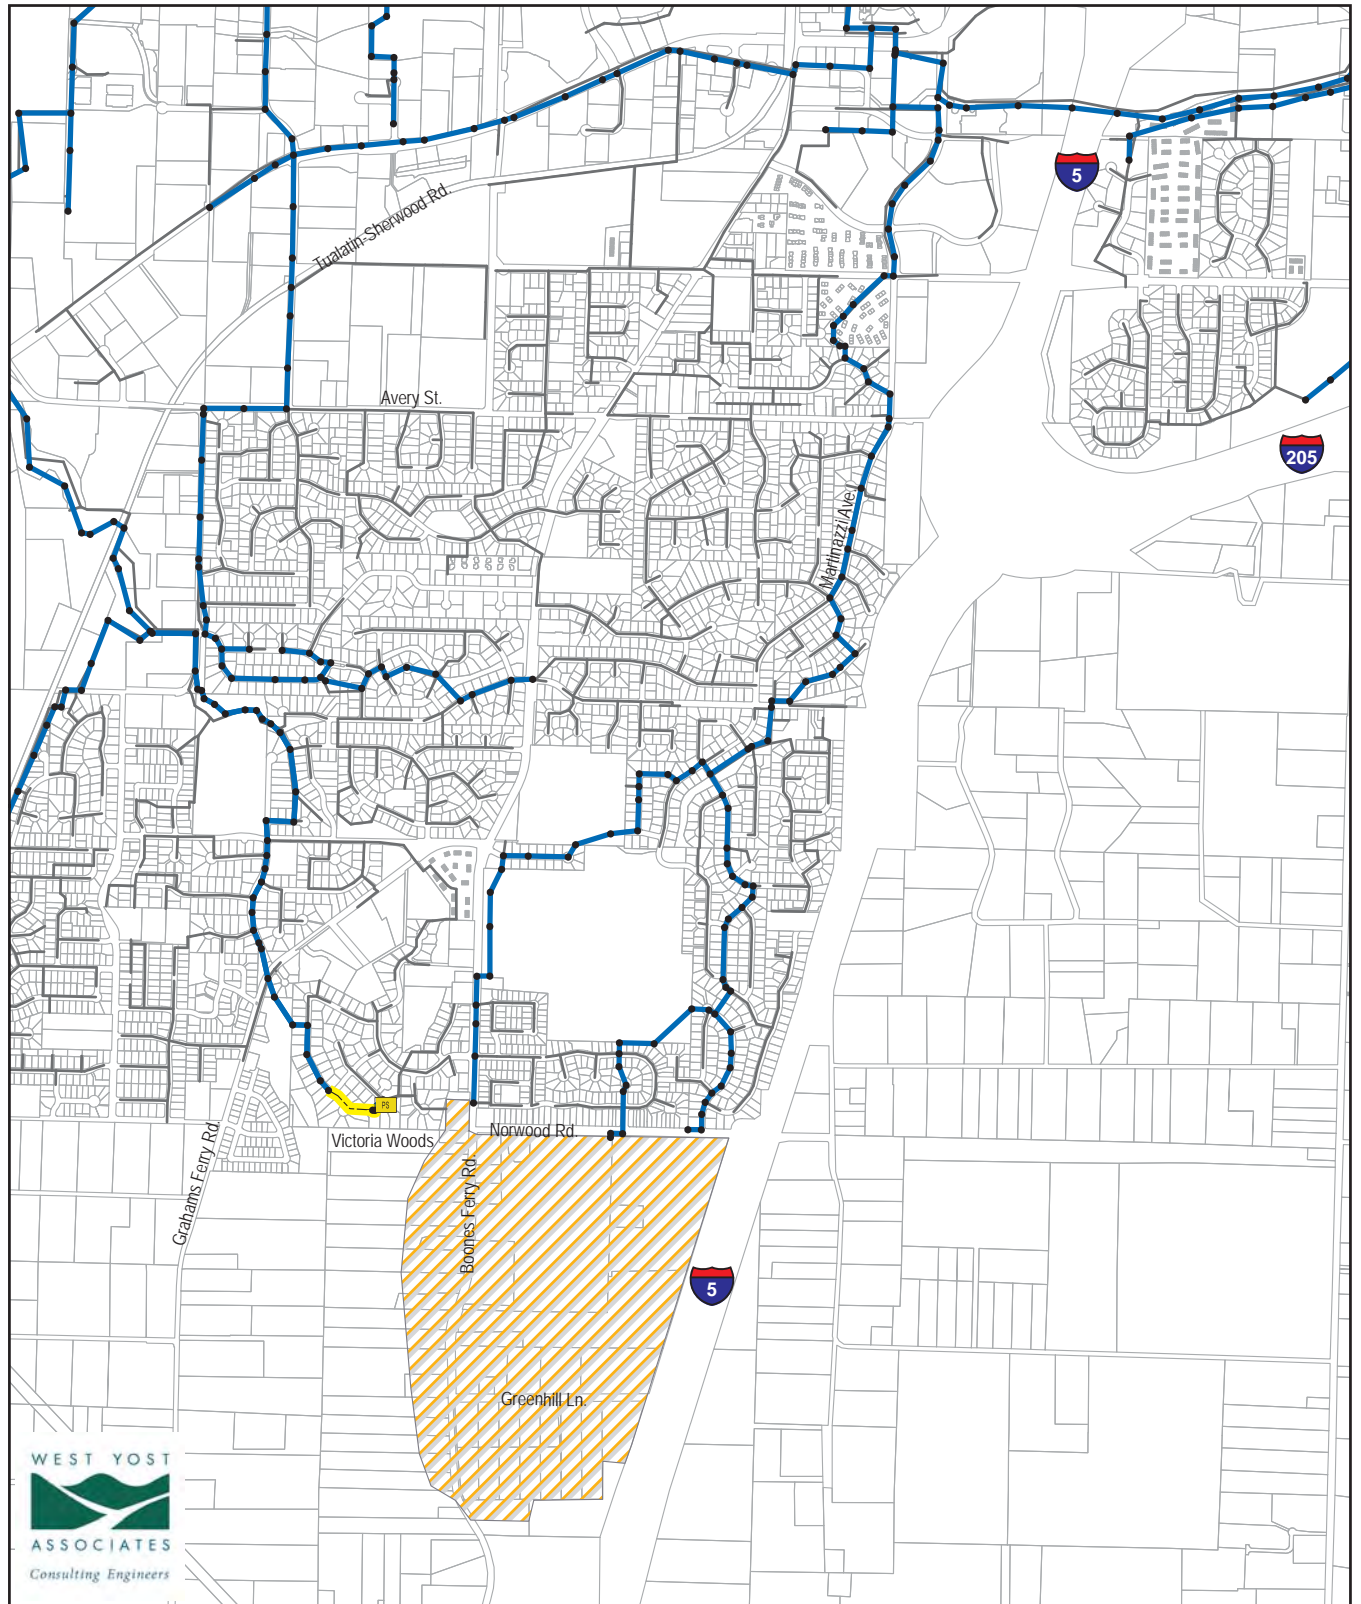 5
Tualatin-Sherwood Rd.
Avery St.
205
Martinazzi Ave.
PS
Victoria Woods
Norwood Rd.
Grahams Ferry Rd.
Boones Ferry Rd.
5
Greenhill Ln.
WEST YOST
ASSOCIATES
Consulting Engineers